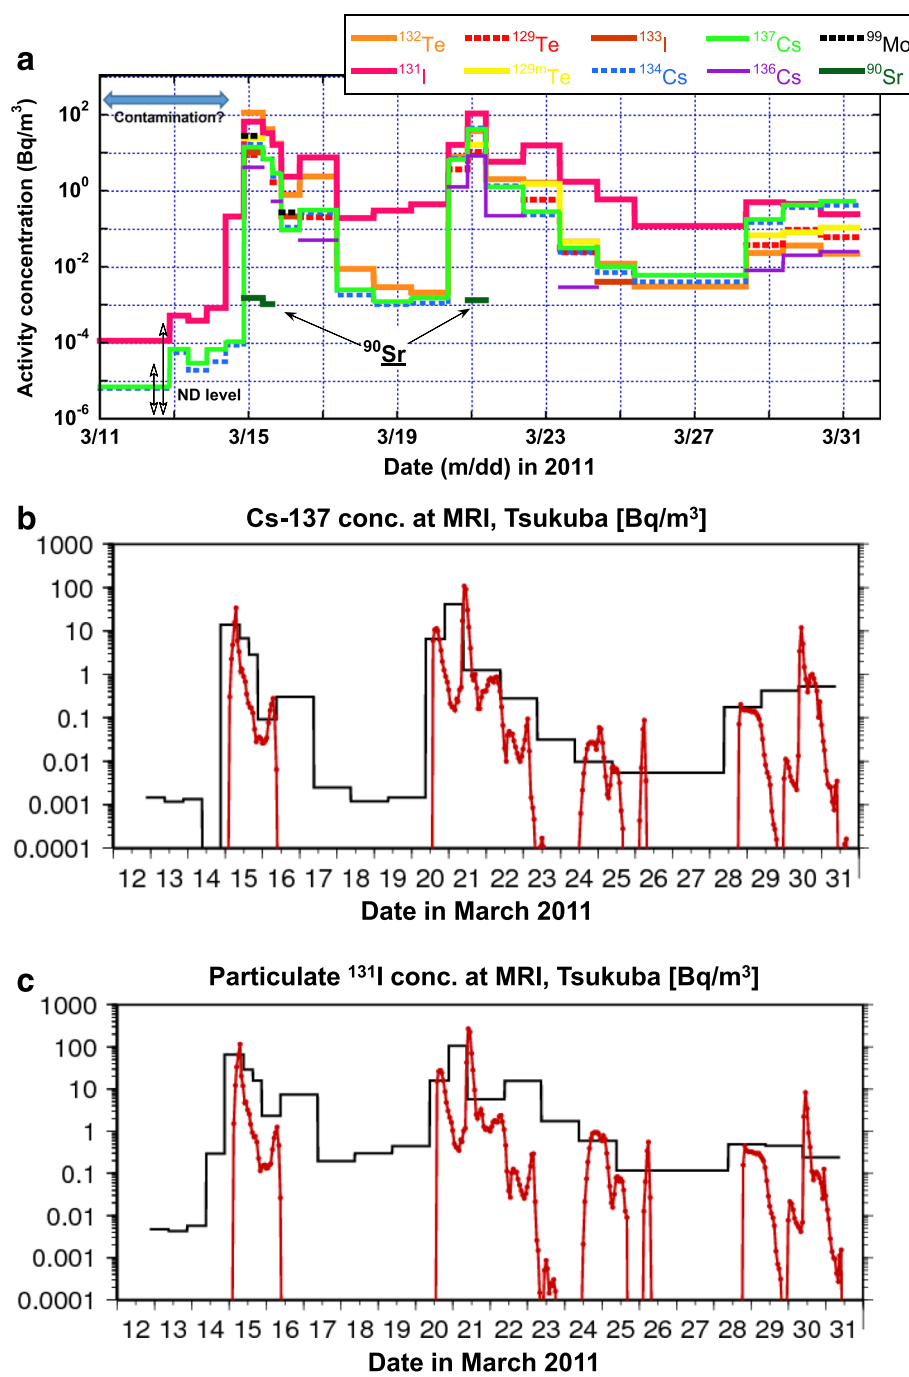 ¹³²Te ¹²⁹Te ¹³³I ¹³⁷Cs ⁹⁹Mo
¹³¹I ¹²⁹ᵐTe ¹³⁴Cs ¹³⁶Cs ⁹⁰Sr
a
Activity concentration (Bq/m³)
10²
10⁰
10⁻²
10⁻⁴
10⁻⁶
Contamination?
⁹⁰Sr
ND level
3/11 3/15 3/19 3/23 3/27 3/31
Date (m/dd) in 2011
b
Cs-137 conc. at MRI, Tsukuba [Bq/m³]
1000
100
10
1
0.1
0.01
0.001
0.0001
12 13 14 15 16 17 18 19 20 21 22 23 24 25 26 27 28 29 30 31
Date in March 2011
c
Particulate ¹³¹I conc. at MRI, Tsukuba [Bq/m³]
1000
100
10
1
0.1
0.01
0.001
0.0001
12 13 14 15 16 17 18 19 20 21 22 23 24 25 26 27 28 29 30 31
Date in March 2011